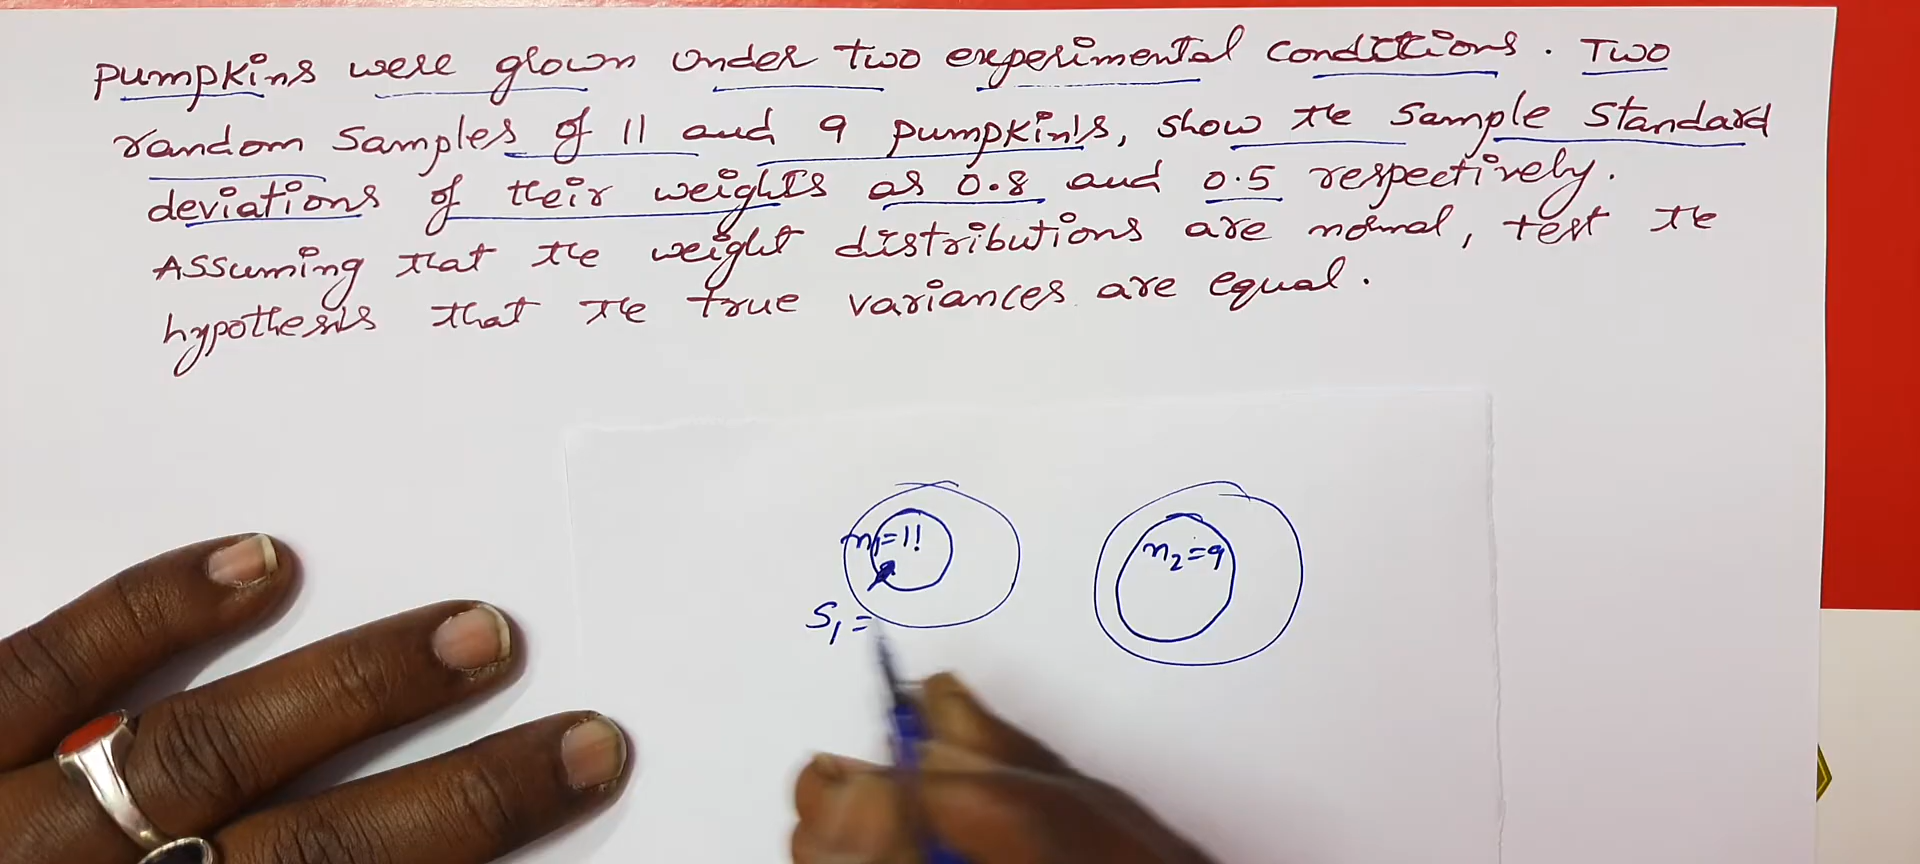 Pumpkins were grown under two experimental conditions. Two
random samples of 11 and 9 pumpkins, show the sample standard
deviations of their weights as 0.8 and 0.5 respectively.
Assuming that the weight distributions are normal, test the
hypothesis that the true variances are equal.
n1=11
n2=9
S1=